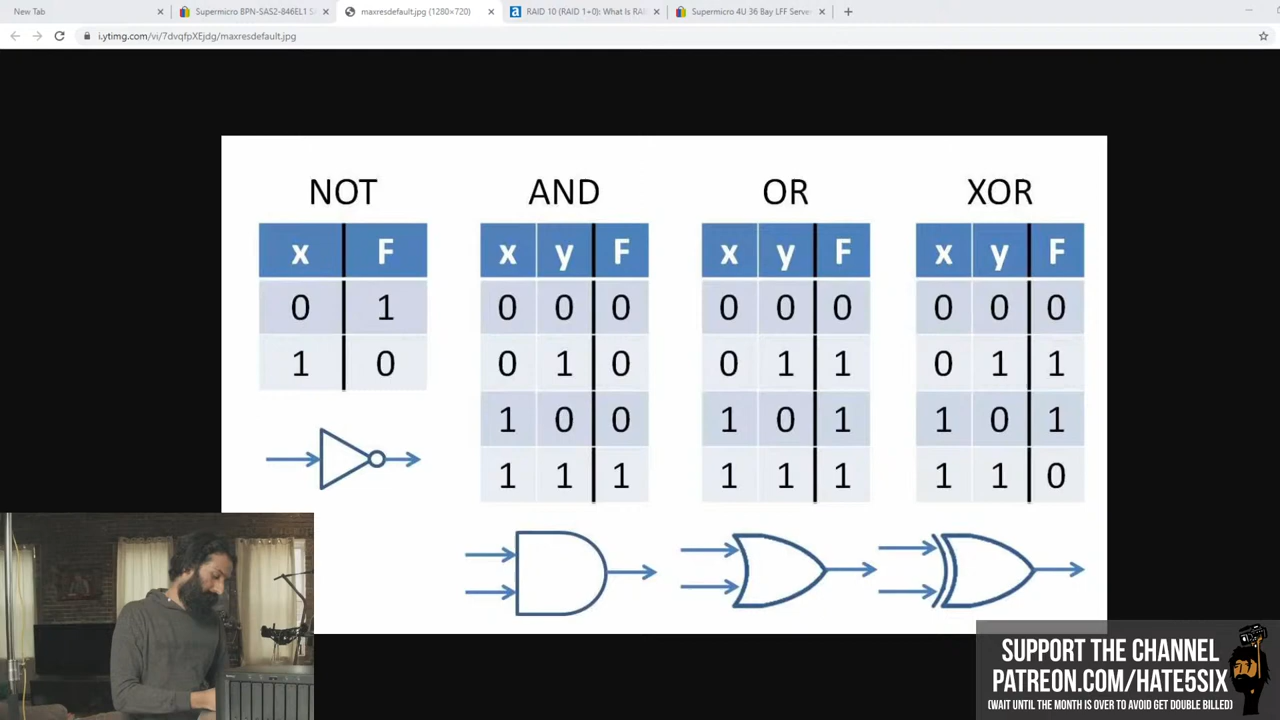 New Tab
Supermicro BPN-SAS2-846EL1 S
maxresdefault.jpg (1280×720)
RAID 10 (RAID 1+0): What Is RAI
Supermicro 4U 36 Bay LFF Server
i.ytimg.com/vi/7dvqfpXEjdg/maxresdefault.jpg
NOT AND OR XOR
x F x y F x y F x y F
0 1 0 0 0 0 0 0 0 0 0
1 0 0 1 0 0 1 1 0 1 1
1 0 0 1 0 1 1 0 1
1 1 1 1 1 1 1 1 0
SUPPORT THE CHANNEL
PATREON.COM/HATE5SIX
(WAIT UNTIL THE MONTH IS OVER TO AVOID GET DOUBLE BILLED)